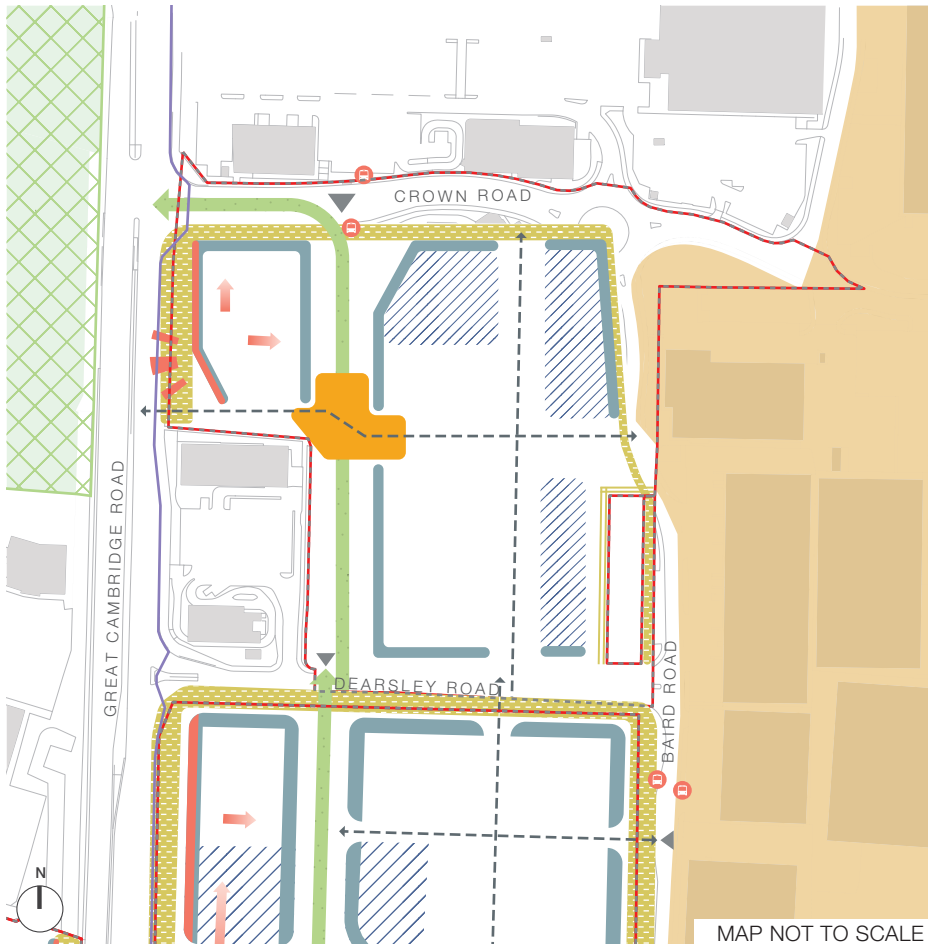 CROWN ROAD
GREAT CAMBRIDGE ROAD
DEARSLEY ROAD
BAIRD ROAD
N
MAP NOT TO SCALE